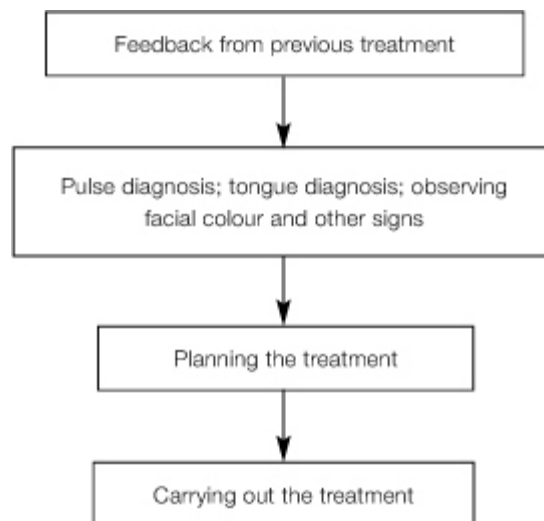 Feedback from previous treatment
Pulse diagnosis; tongue diagnosis; observing
facial colour and other signs
Planning the treatment
Carrying out the treatment